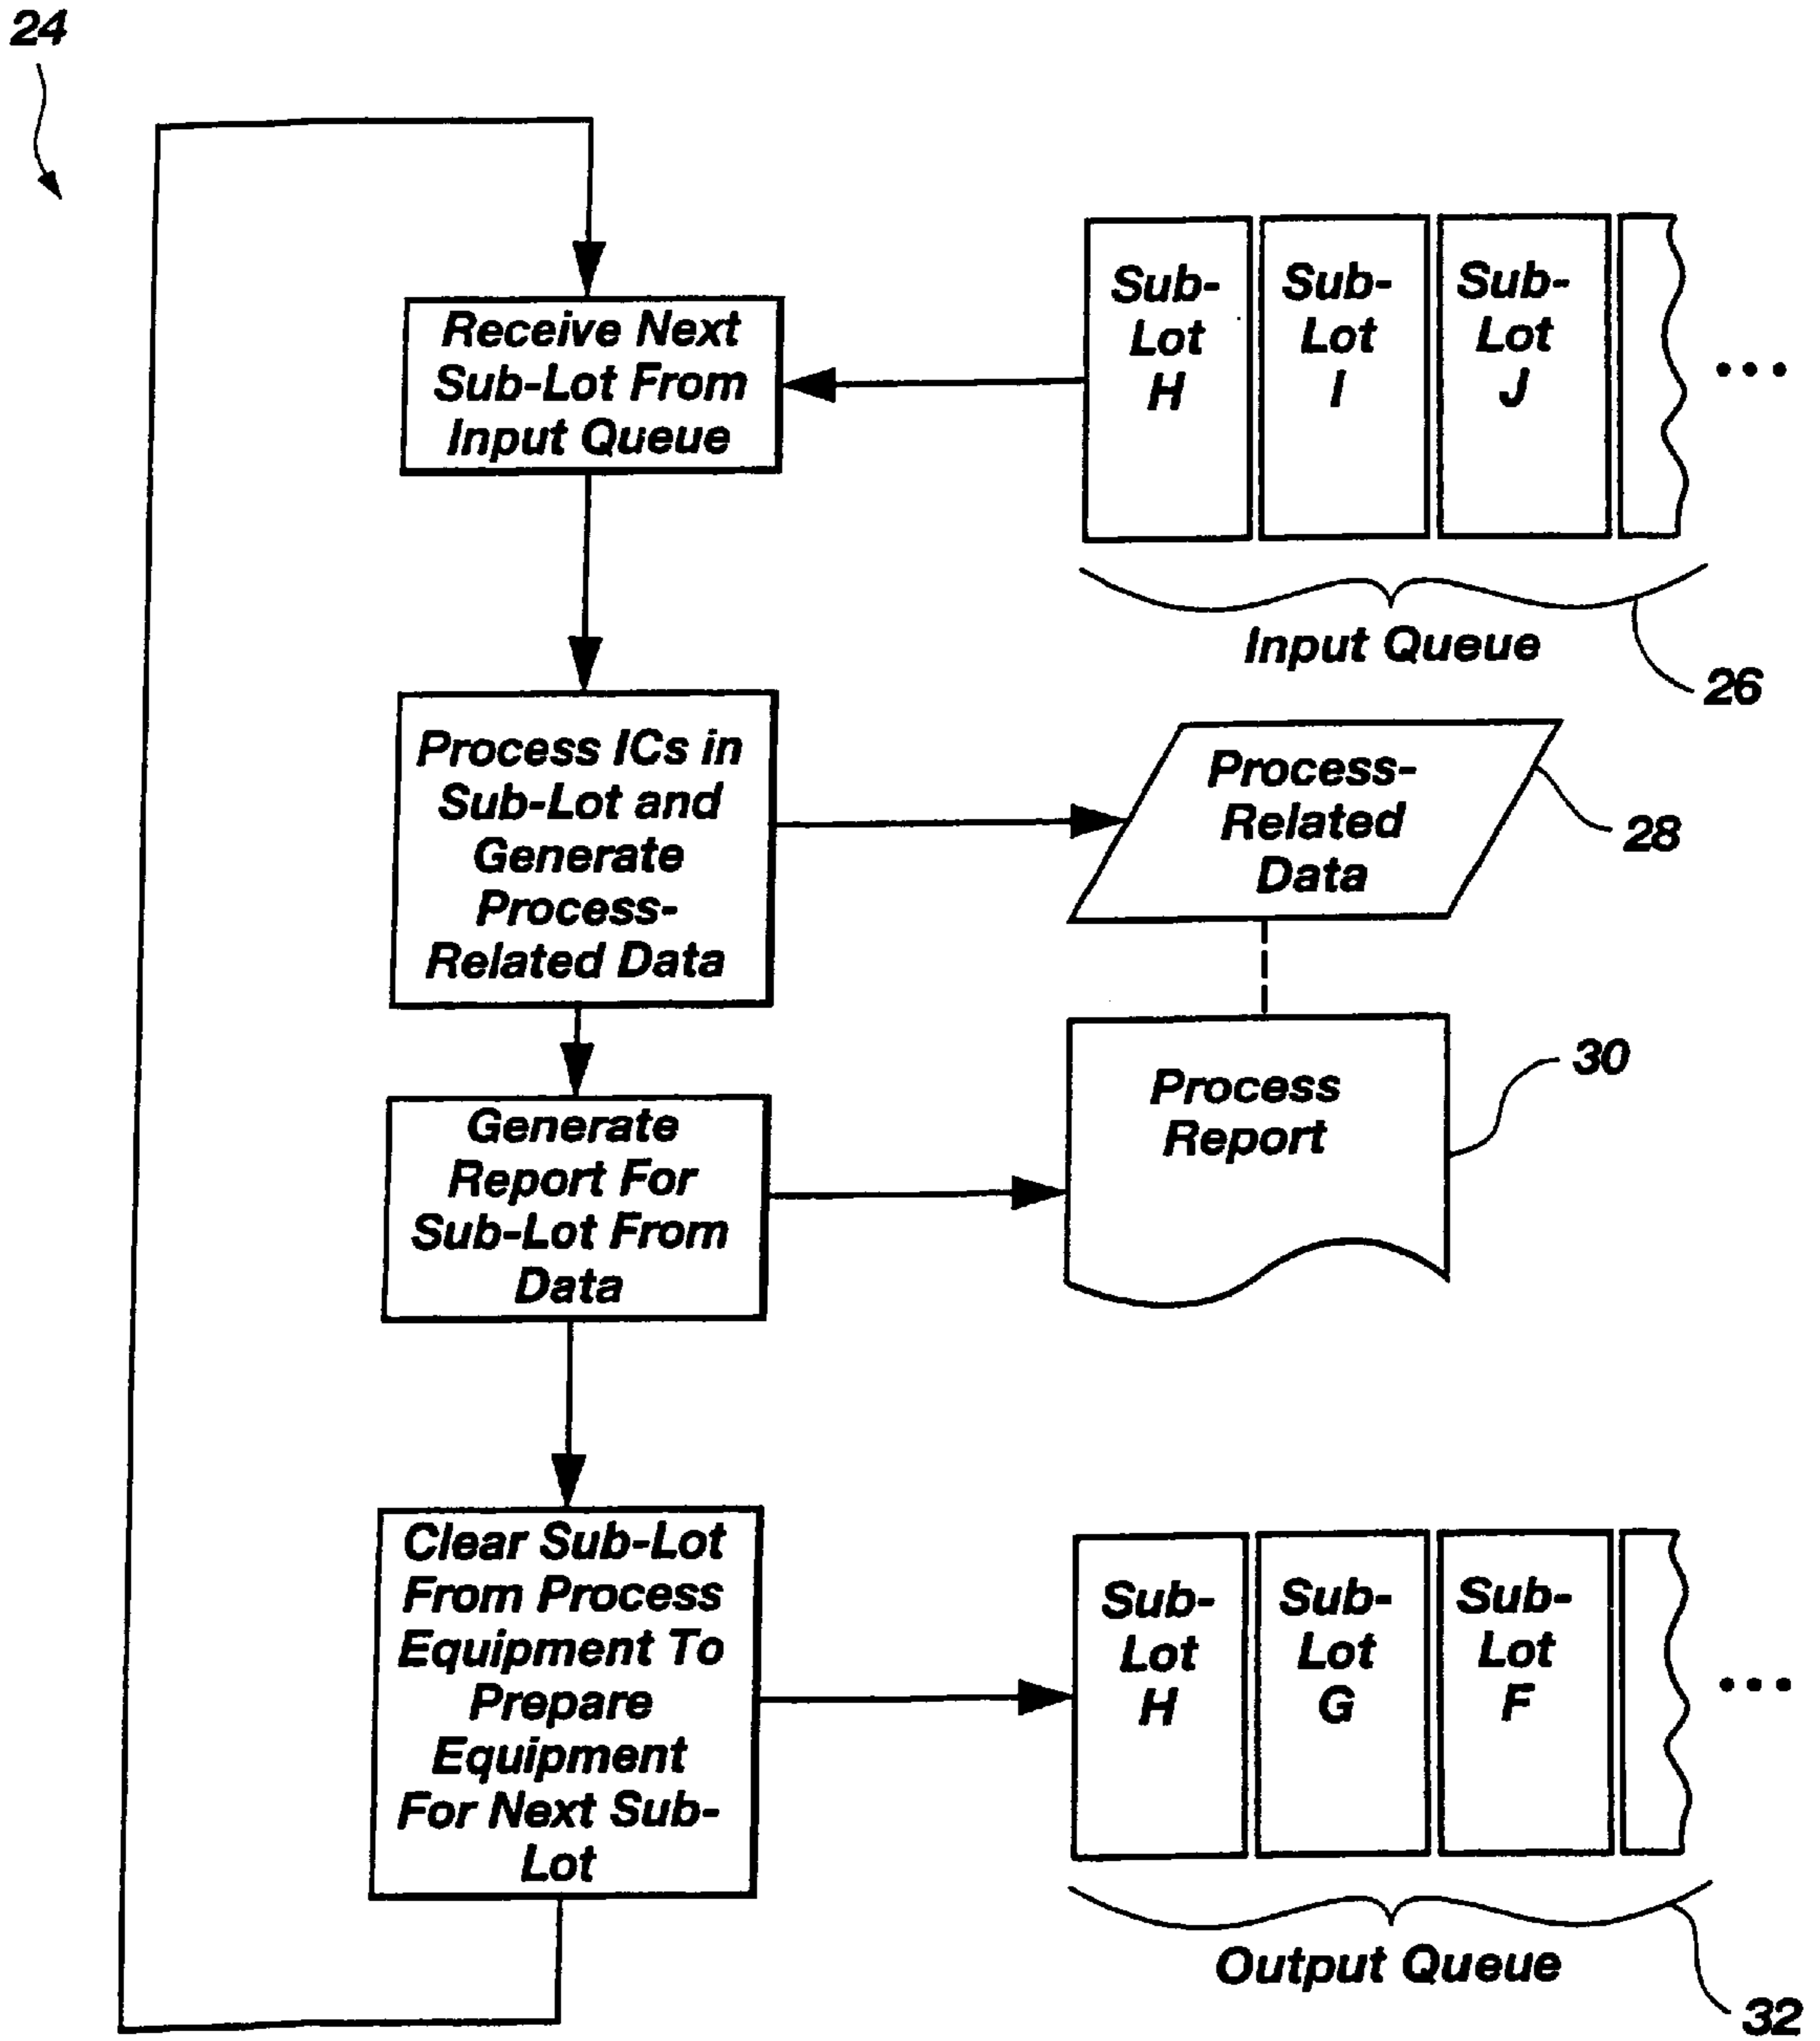 24
Receive Next
Sub-Lot From
Input Queue
Sub-
Lot
H
Sub-
Lot
I
Sub-
Lot
J
...
Input Queue
26
Process ICs in
Sub-Lot and
Generate
Process-
Related Data
Process-
Related
Data
28
Generate
Report For
Sub-Lot From
Data
Process
Report
30
Clear Sub-Lot
From Process
Equipment To
Prepare
Equipment
For Next Sub-
Lot
Sub-
Lot
H
Sub-
Lot
G
Sub-
Lot
F
...
Output Queue
32